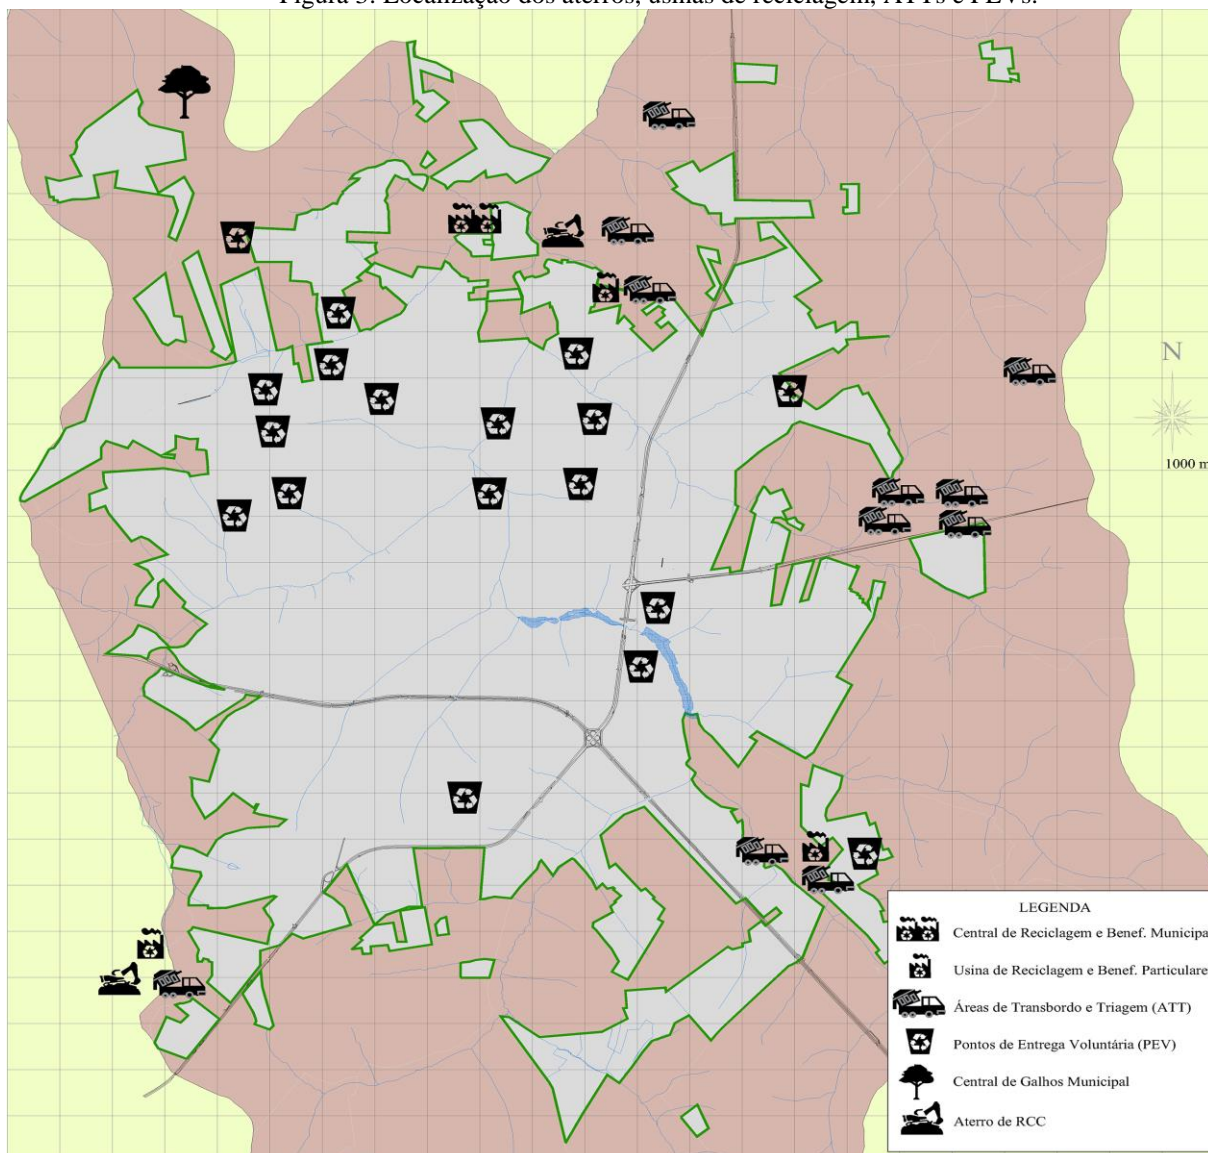 Figura 3: Localização dos aterros, usinas de reciclagem, ATTs e PEVs.
N
1000 m
LEGENDA
Central de Reciclagem e Benef. Municipa
Usina de Reciclagem e Benef. Particulare
Áreas de Transbordo e Triagem (ATT)
Pontos de Entrega Voluntária (PEV)
Central de Galhos Municipal
Aterro de RCC